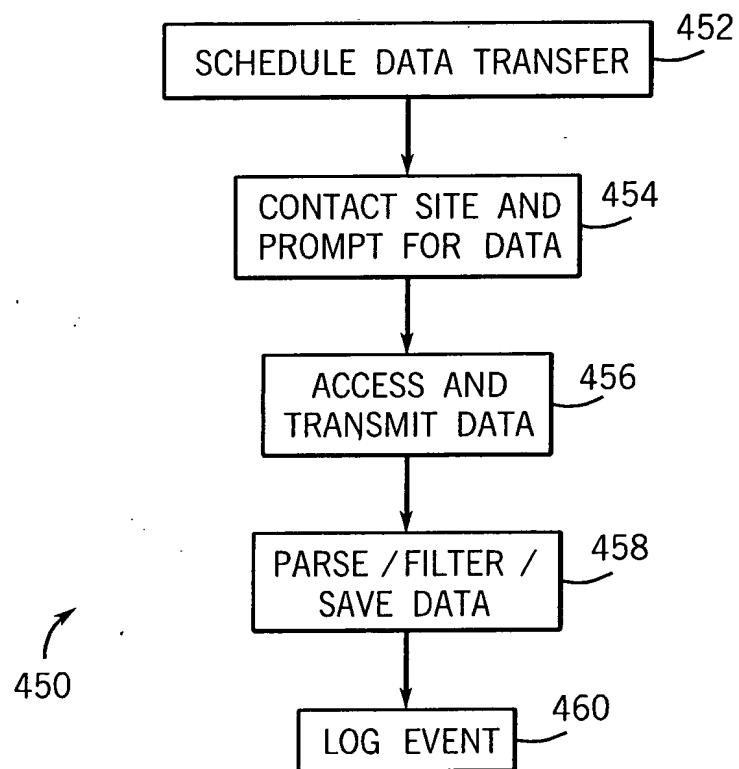 452
SCHEDULE DATA TRANSFER
454
CONTACT SITE AND
PROMPT FOR DATA
456
ACCESS AND
TRANSMIT DATA
458
PARSE / FILTER /
SAVE DATA
450
460
LOG EVENT